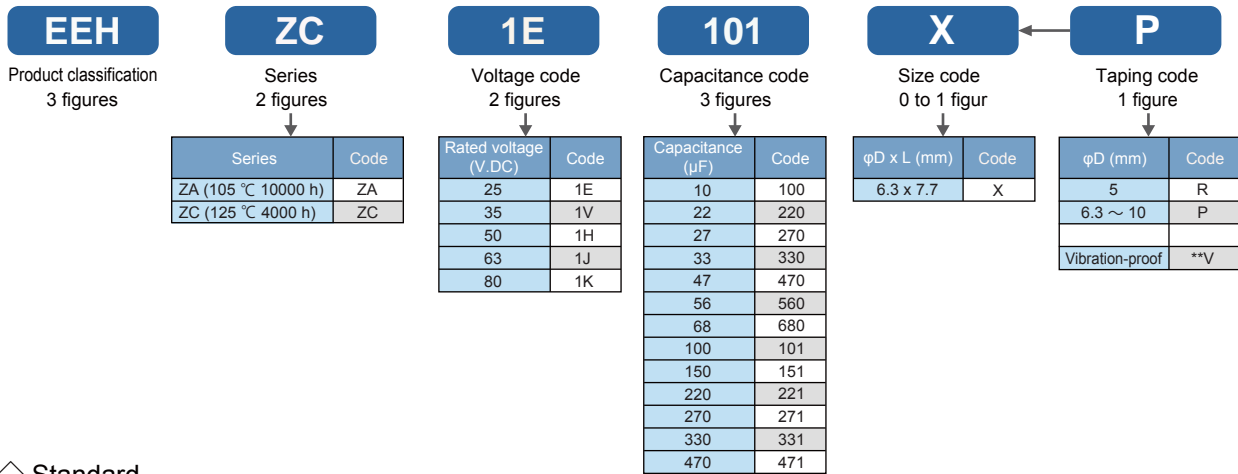 EEH ZC 1E 101 X P
Product classification Series Voltage code Capacitance code Size code Taping code
3 figures 2 figures 2 figures 3 figures 0 to 1 figur 1 figure
Series Code
ZA (105 ℃ 10000 h) ZA
ZC (125 ℃ 4000 h) ZC
Rated voltage
(V.DC) Code
25 1E
35 1V
50 1H
63 1J
80 1K
Capacitance
(μF) Code
10 100
22 220
27 270
33 330
47 470
56 560
68 680
100 101
150 151
220 221
270 271
330 331
470 471
φD x L (mm) Code
6.3 x 7.7 X
φD (mm) Code
5 R
6.3 ～ 10 P
Vibration-proof **V
◇ Standard